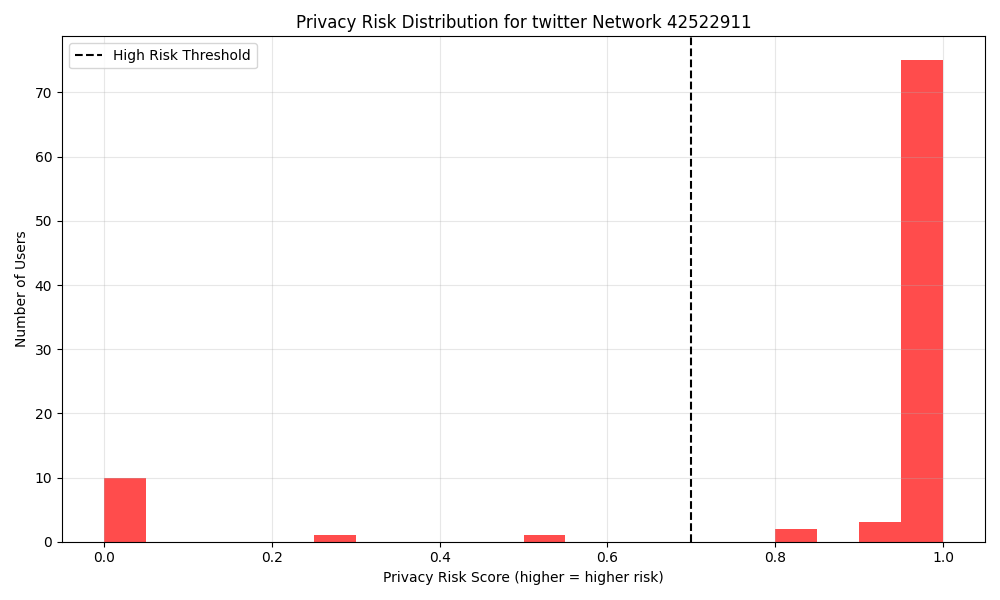 Privacy Risk Distribution for twitter Network 42522911
High Risk Threshold
70
60
50
40
30
20
10
0
Number of Users
0.0 0.2 0.4 0.6 0.8 1.0
Privacy Risk Score (higher = higher risk)